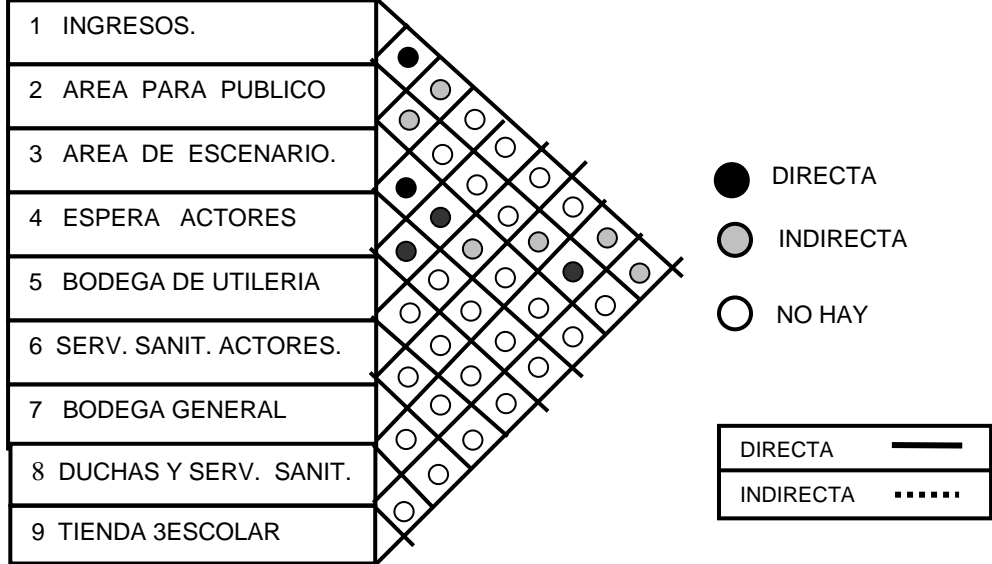 1 INGRESOS.
2 AREA PARA PUBLICO
3 AREA DE ESCENARIO.
4 ESPERA ACTORES
5 BODEGA DE UTILERIA
6 SERV. SANIT. ACTORES.
7 BODEGA GENERAL
8 DUCHAS Y SERV. SANIT.
9 TIENDA 3ESCOLAR
DIRECTA
INDIRECTA
NO HAY
DIRECTA
INDIRECTA